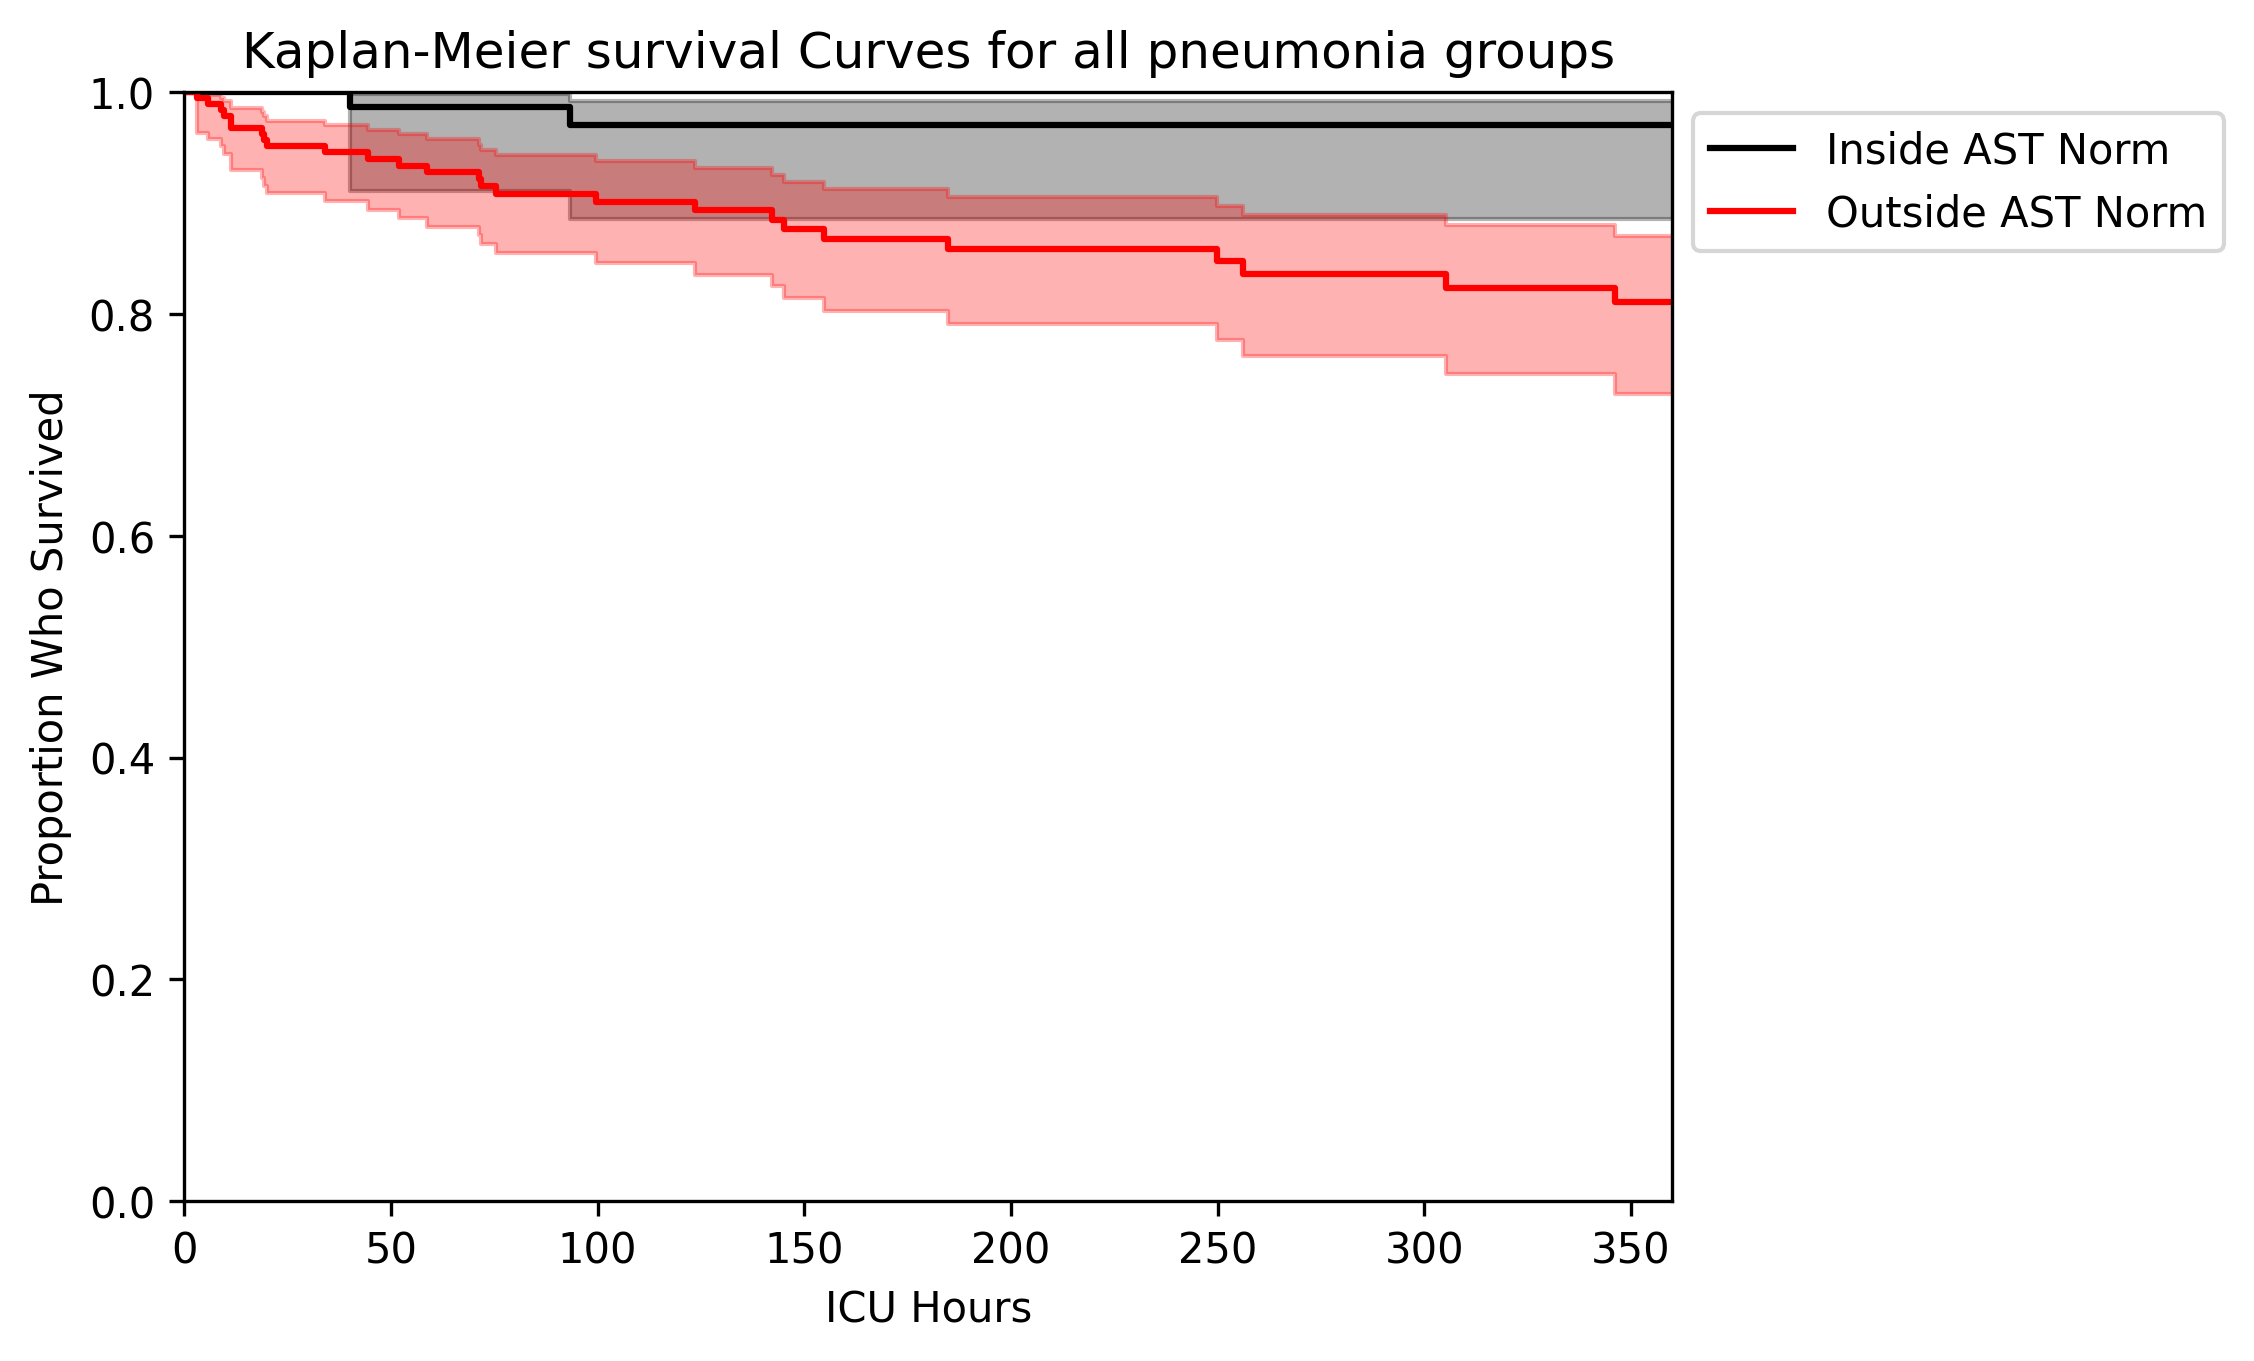 Kaplan-Meier survival Curves for all pneumonia groups
1.0
0.8
0.6
0.4
0.2
0.0
Proportion Who Survived
0 50 100 150 200 250 300 350
ICU Hours
Inside AST Norm
Outside AST Norm